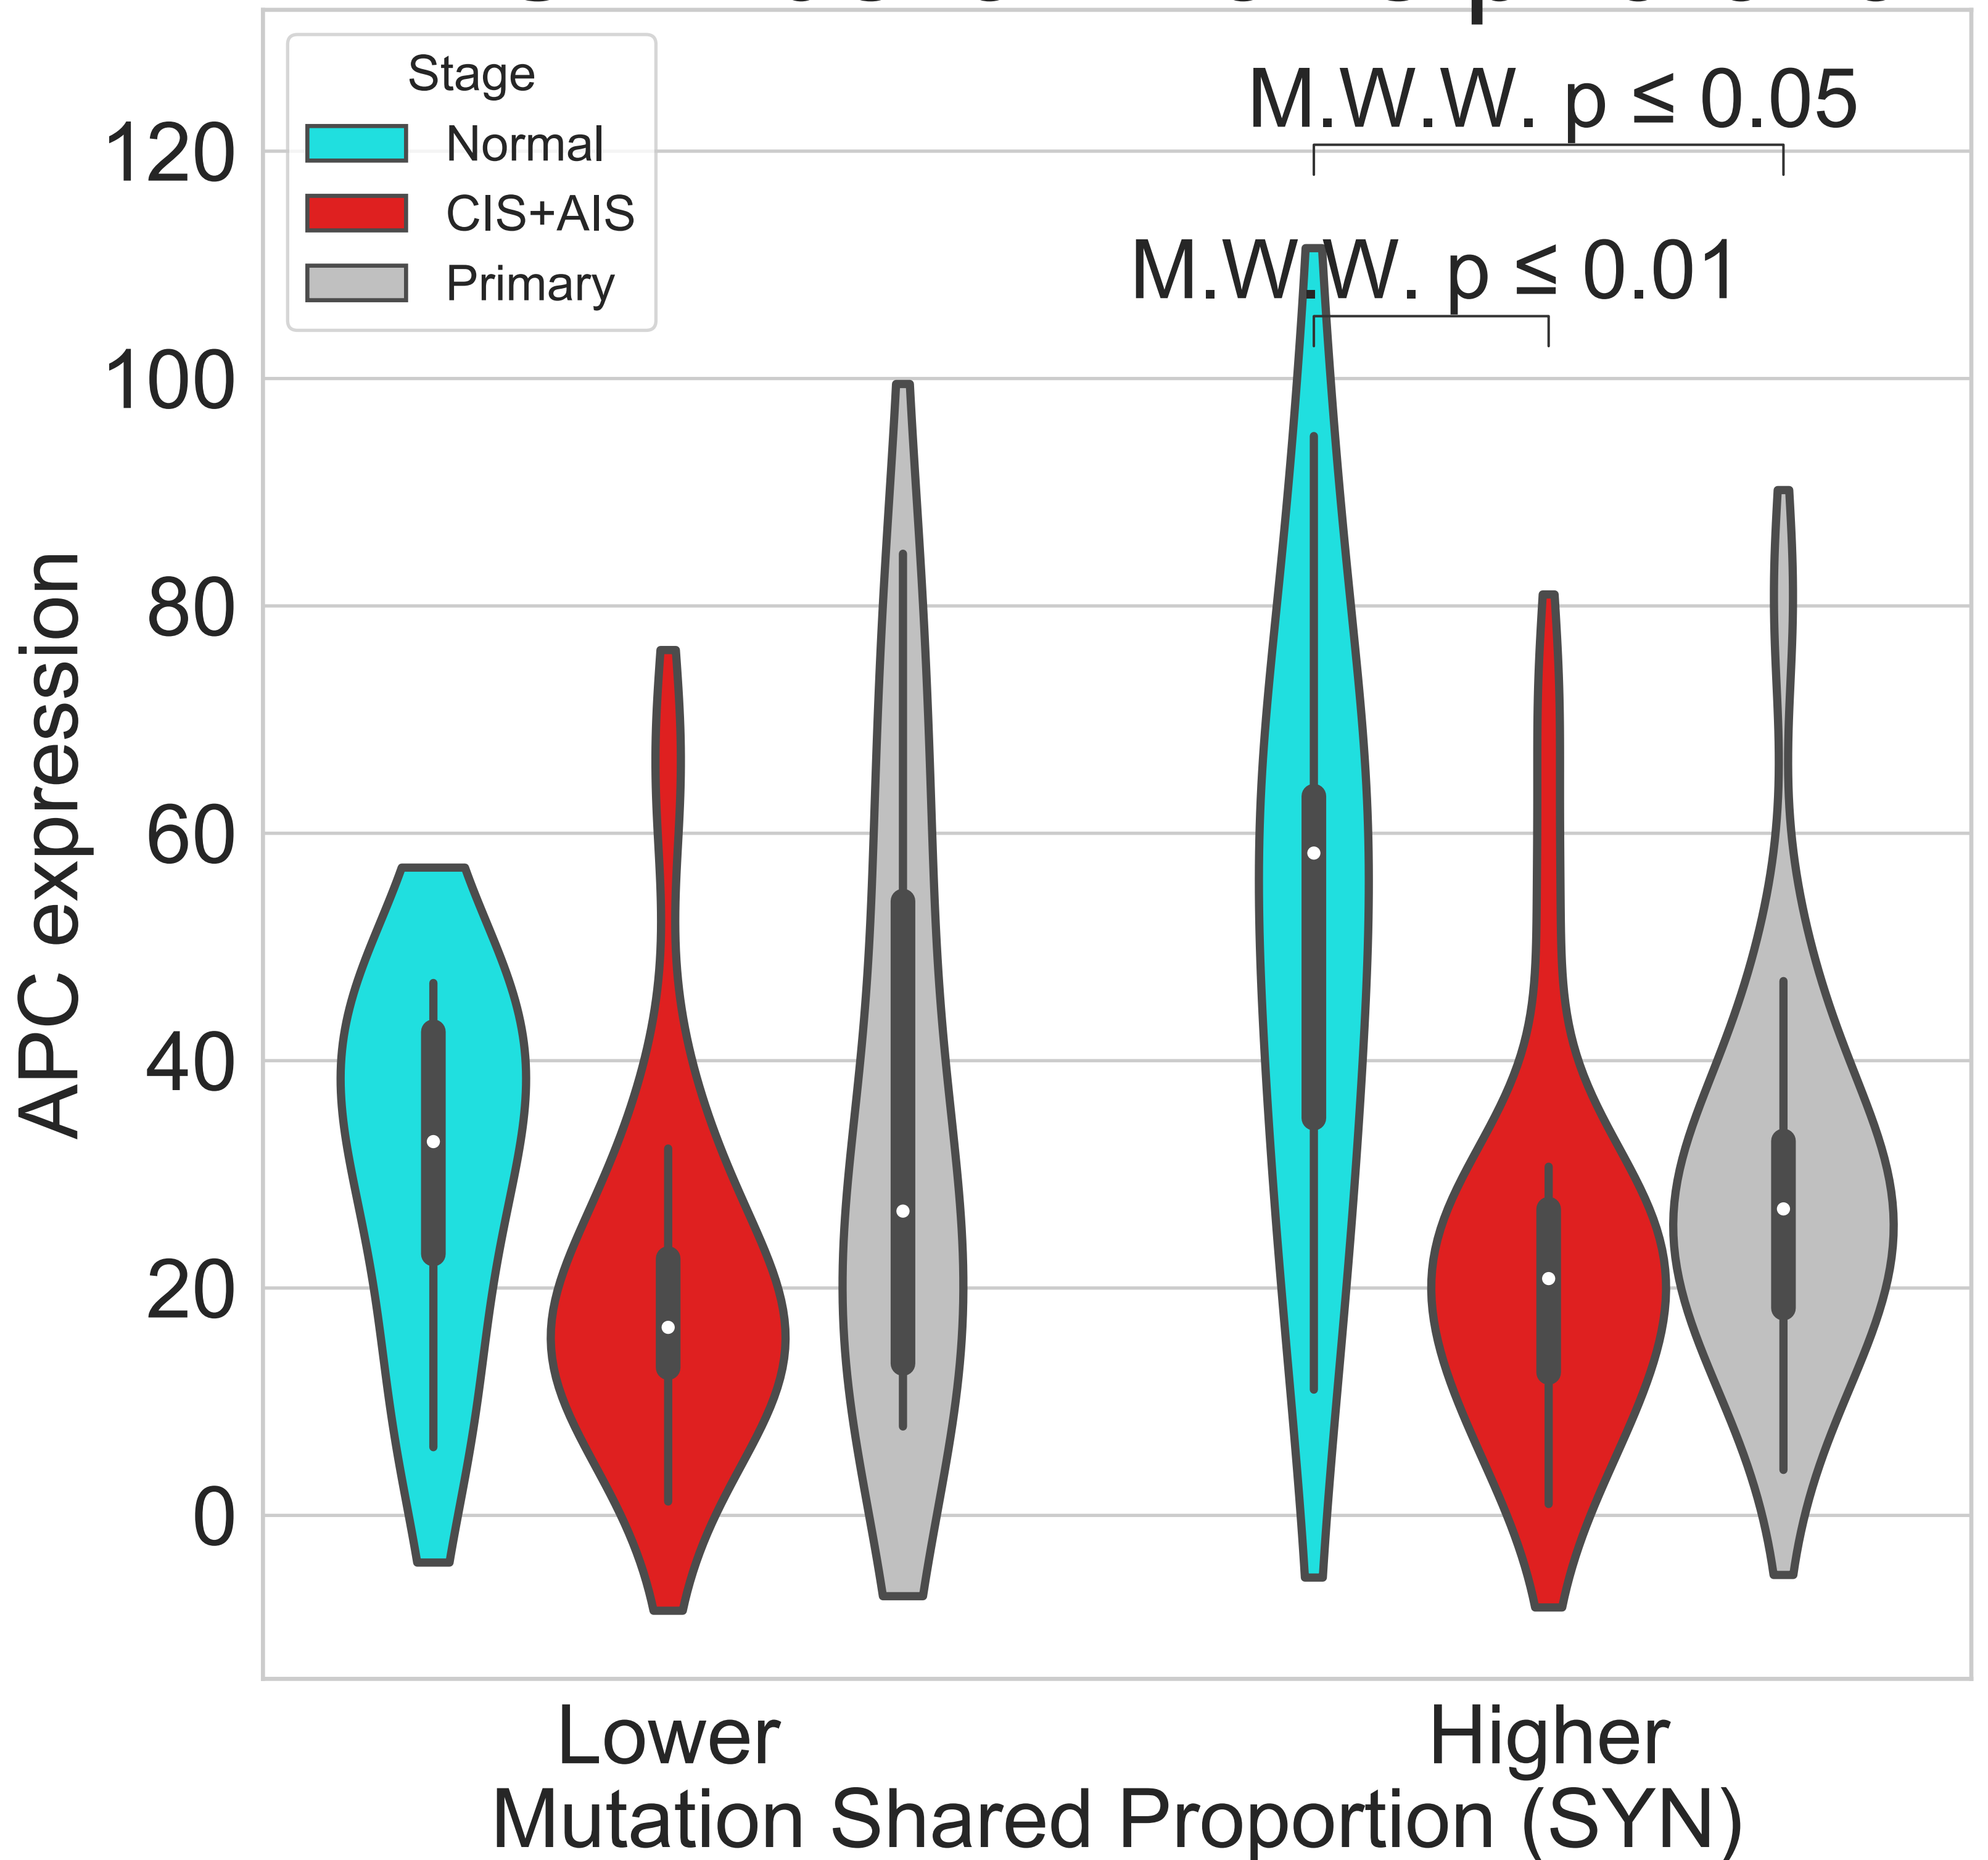 Stage
Normal
CIS+AIS
Primary
M.W.W. p ≤ 0.05
M.W.W. p ≤ 0.01
120
100
80
60
40
20
0
APC expression
Lower
Higher
Mutation Shared Proportion (SYN)